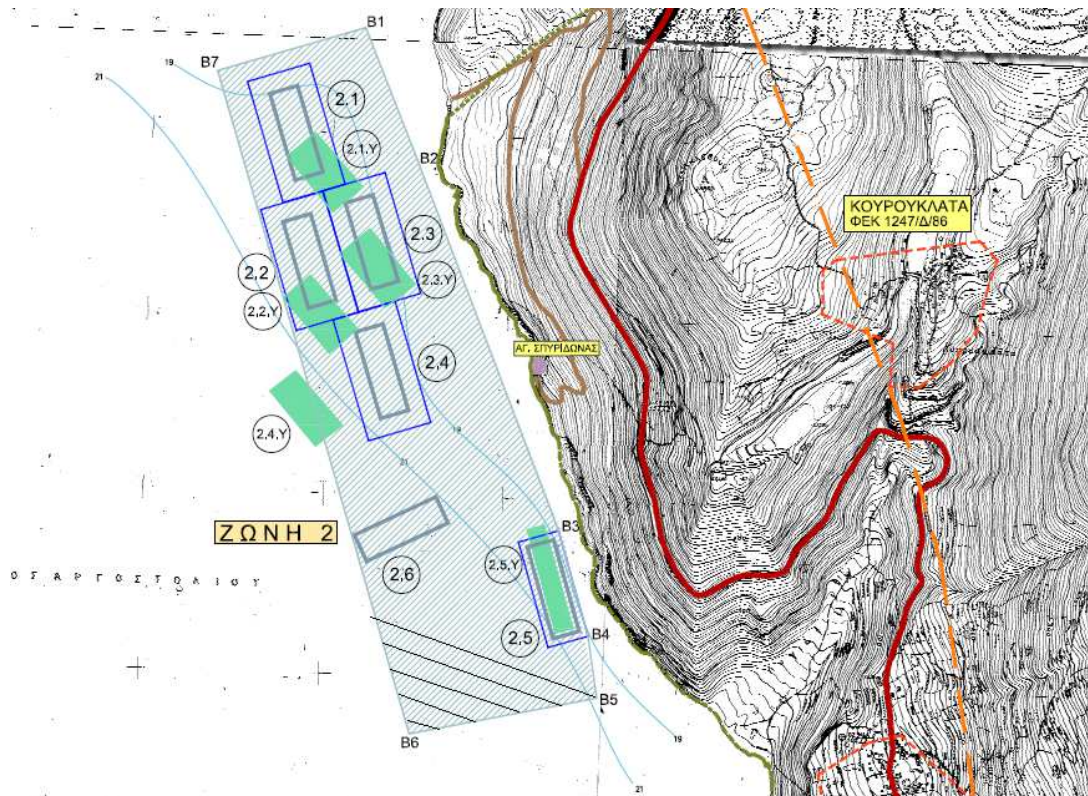 B1
B7
19
21
2,1
2,1,Y
B2
ΚΟΥΡΟΥΚΛΑΤΑ
ΦΕΚ 1247/Δ/86
2,3
2,2
2,3,Y
2,2,Y
ΑΓ. ΣΠΥΡΙΔΩΝΑΣ
2,4
2,4,Y
19
21
ΖΩΝΗ 2
B3
2,5,Y
2,6
Ο Σ Α Ρ Γ Ο Σ Τ Ο Λ Ι Ο Υ
2,5
B4
B5
B6
19
21